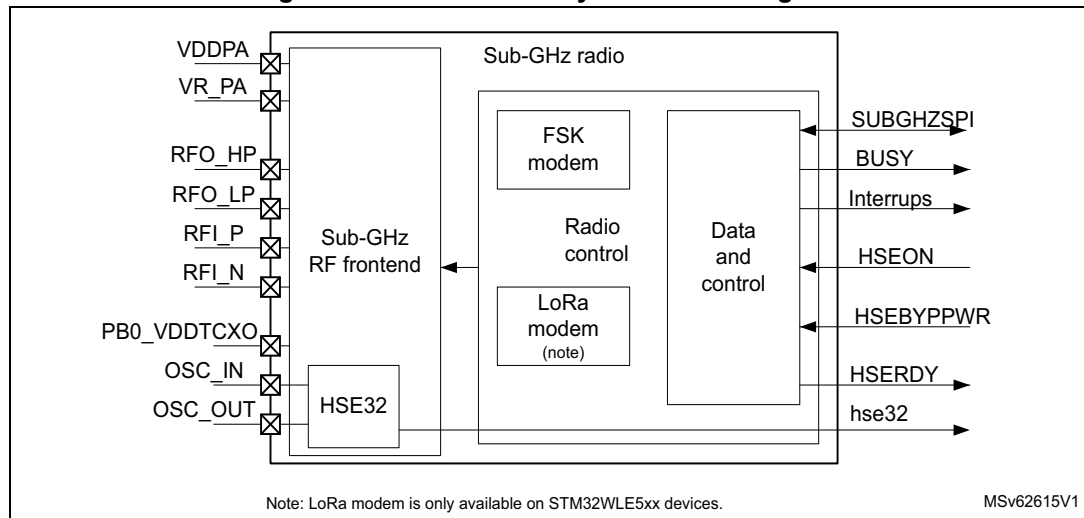 VDDPA
VR_PA
RFO_HP
RFO_LP
RFI_P
RFI_N
PB0_VDDTCXO
OSC_IN
OSC_OUT
Sub-GHz
RF frontend
HSE32
Sub-GHz radio
FSK
modem
Radio
control
LoRa
modem
(note)
Data
and
control
SUBGHZSPI
BUSY
Interrups
HSEON
HSEBYPPWR
HSERDY
hse32
Note: LoRa modem is only available on STM32WLE5xx devices.
MSv62615V1